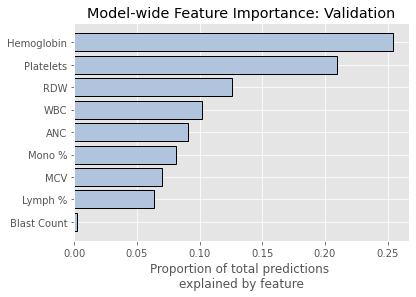 Model-wide Feature Importance: Validation
Hemoglobin
Platelets
RDW
WBC
ANC
Mono %
MCV
Lymph %
Blast Count
0.00 0.05 0.10 0.15 0.20 0.25
Proportion of total predictions
explained by feature